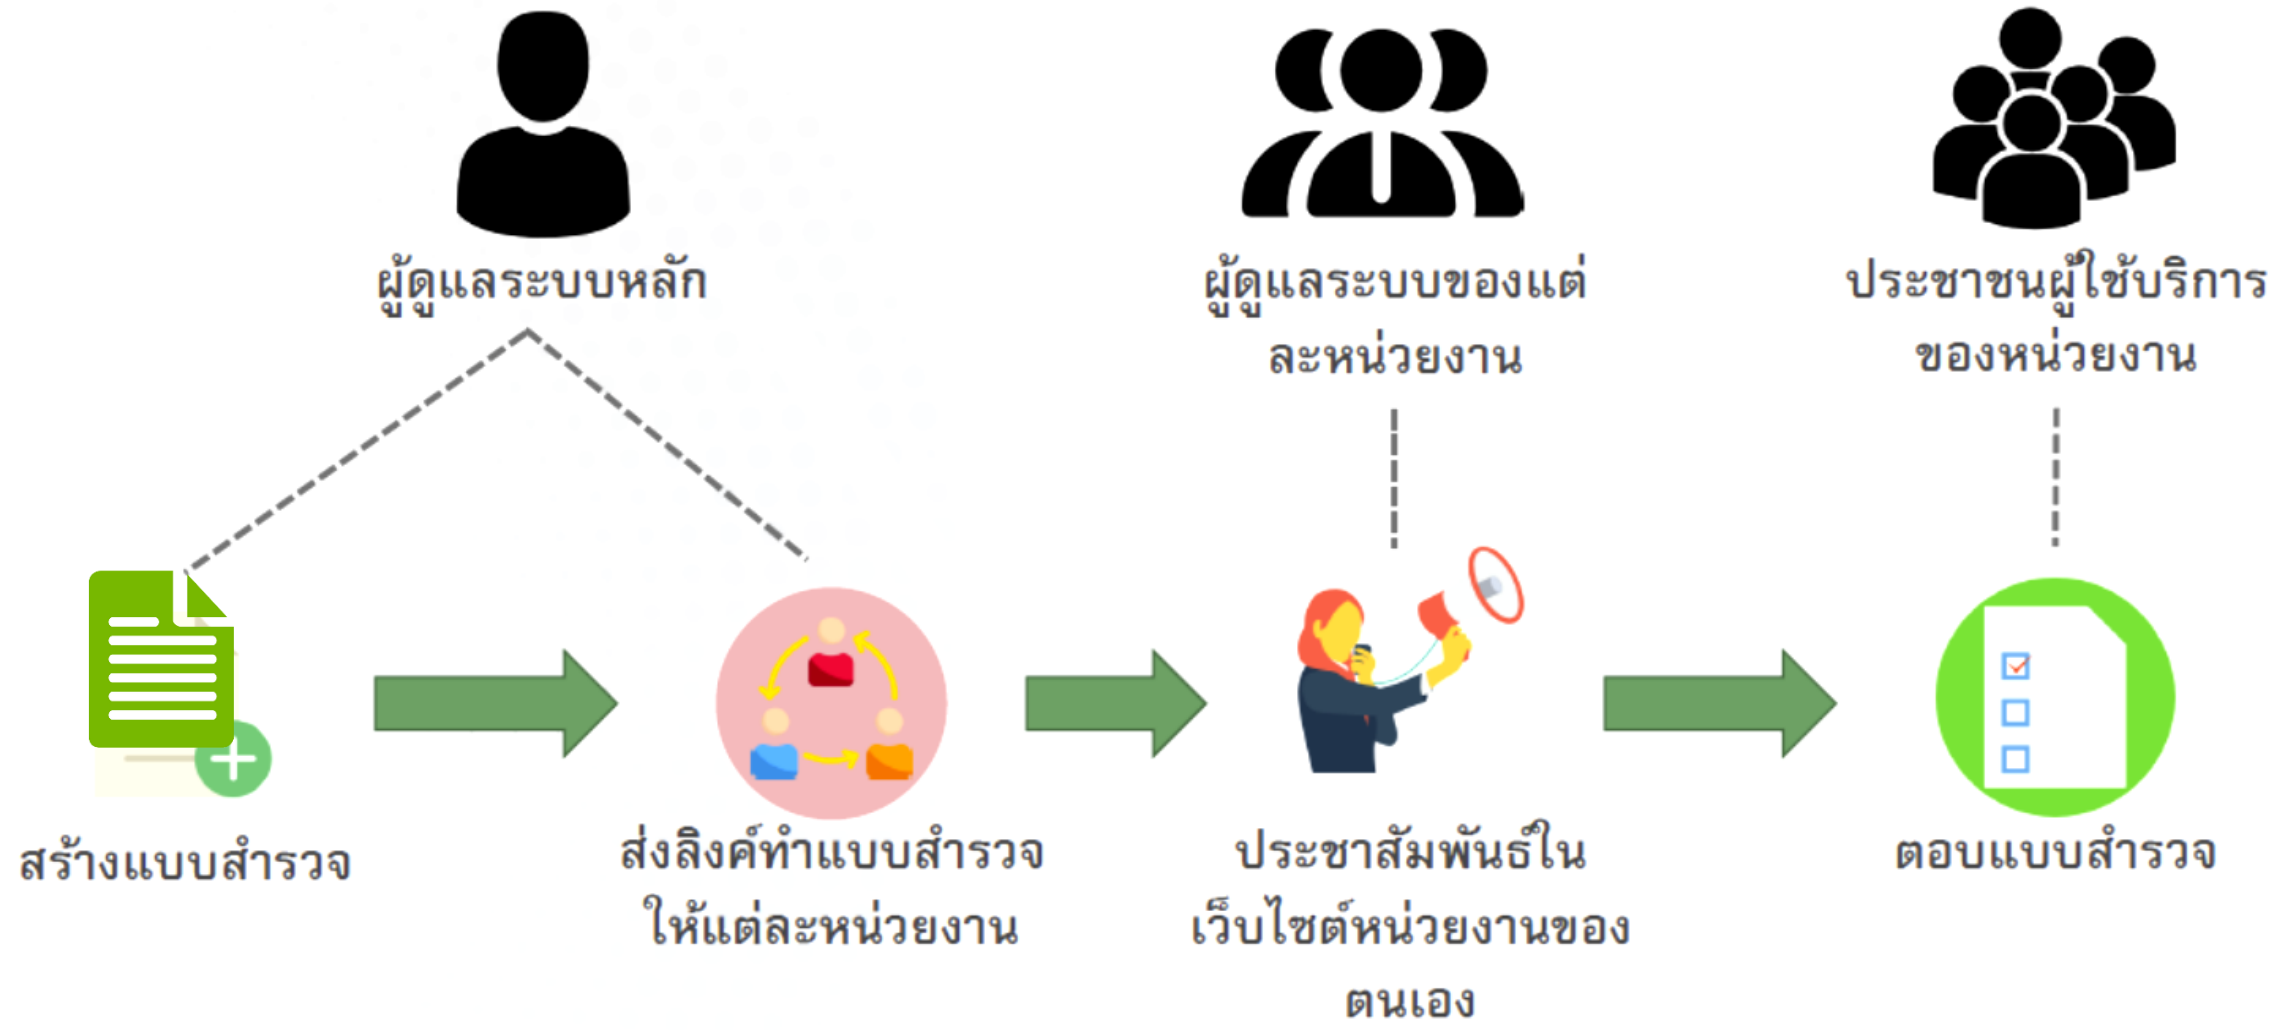 ผู้ดูแลระบบหลัก
ผู้ดูแลระบบของแต่
ละหน่วยงาน
ประชาชนผู้ใช้บริการ
ของหน่วยงาน
สร้างแบบสำรวจ
ส่งลิงค์ทำแบบสำรวจ
ให้แต่ละหน่วยงาน
ประชาสัมพันธ์ใน
เว็บไซต์หน่วยงานของ
ตนเอง
ตอบแบบสำรวจ